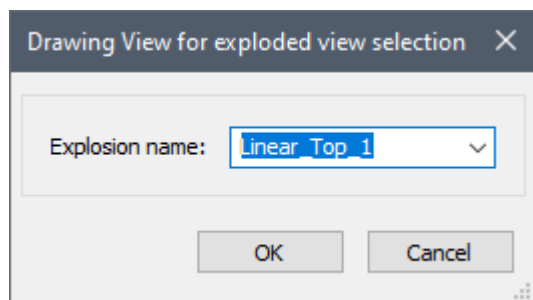 Drawing View for exploded view selection
Explosion name: Linear_Top_1
OK Cancel